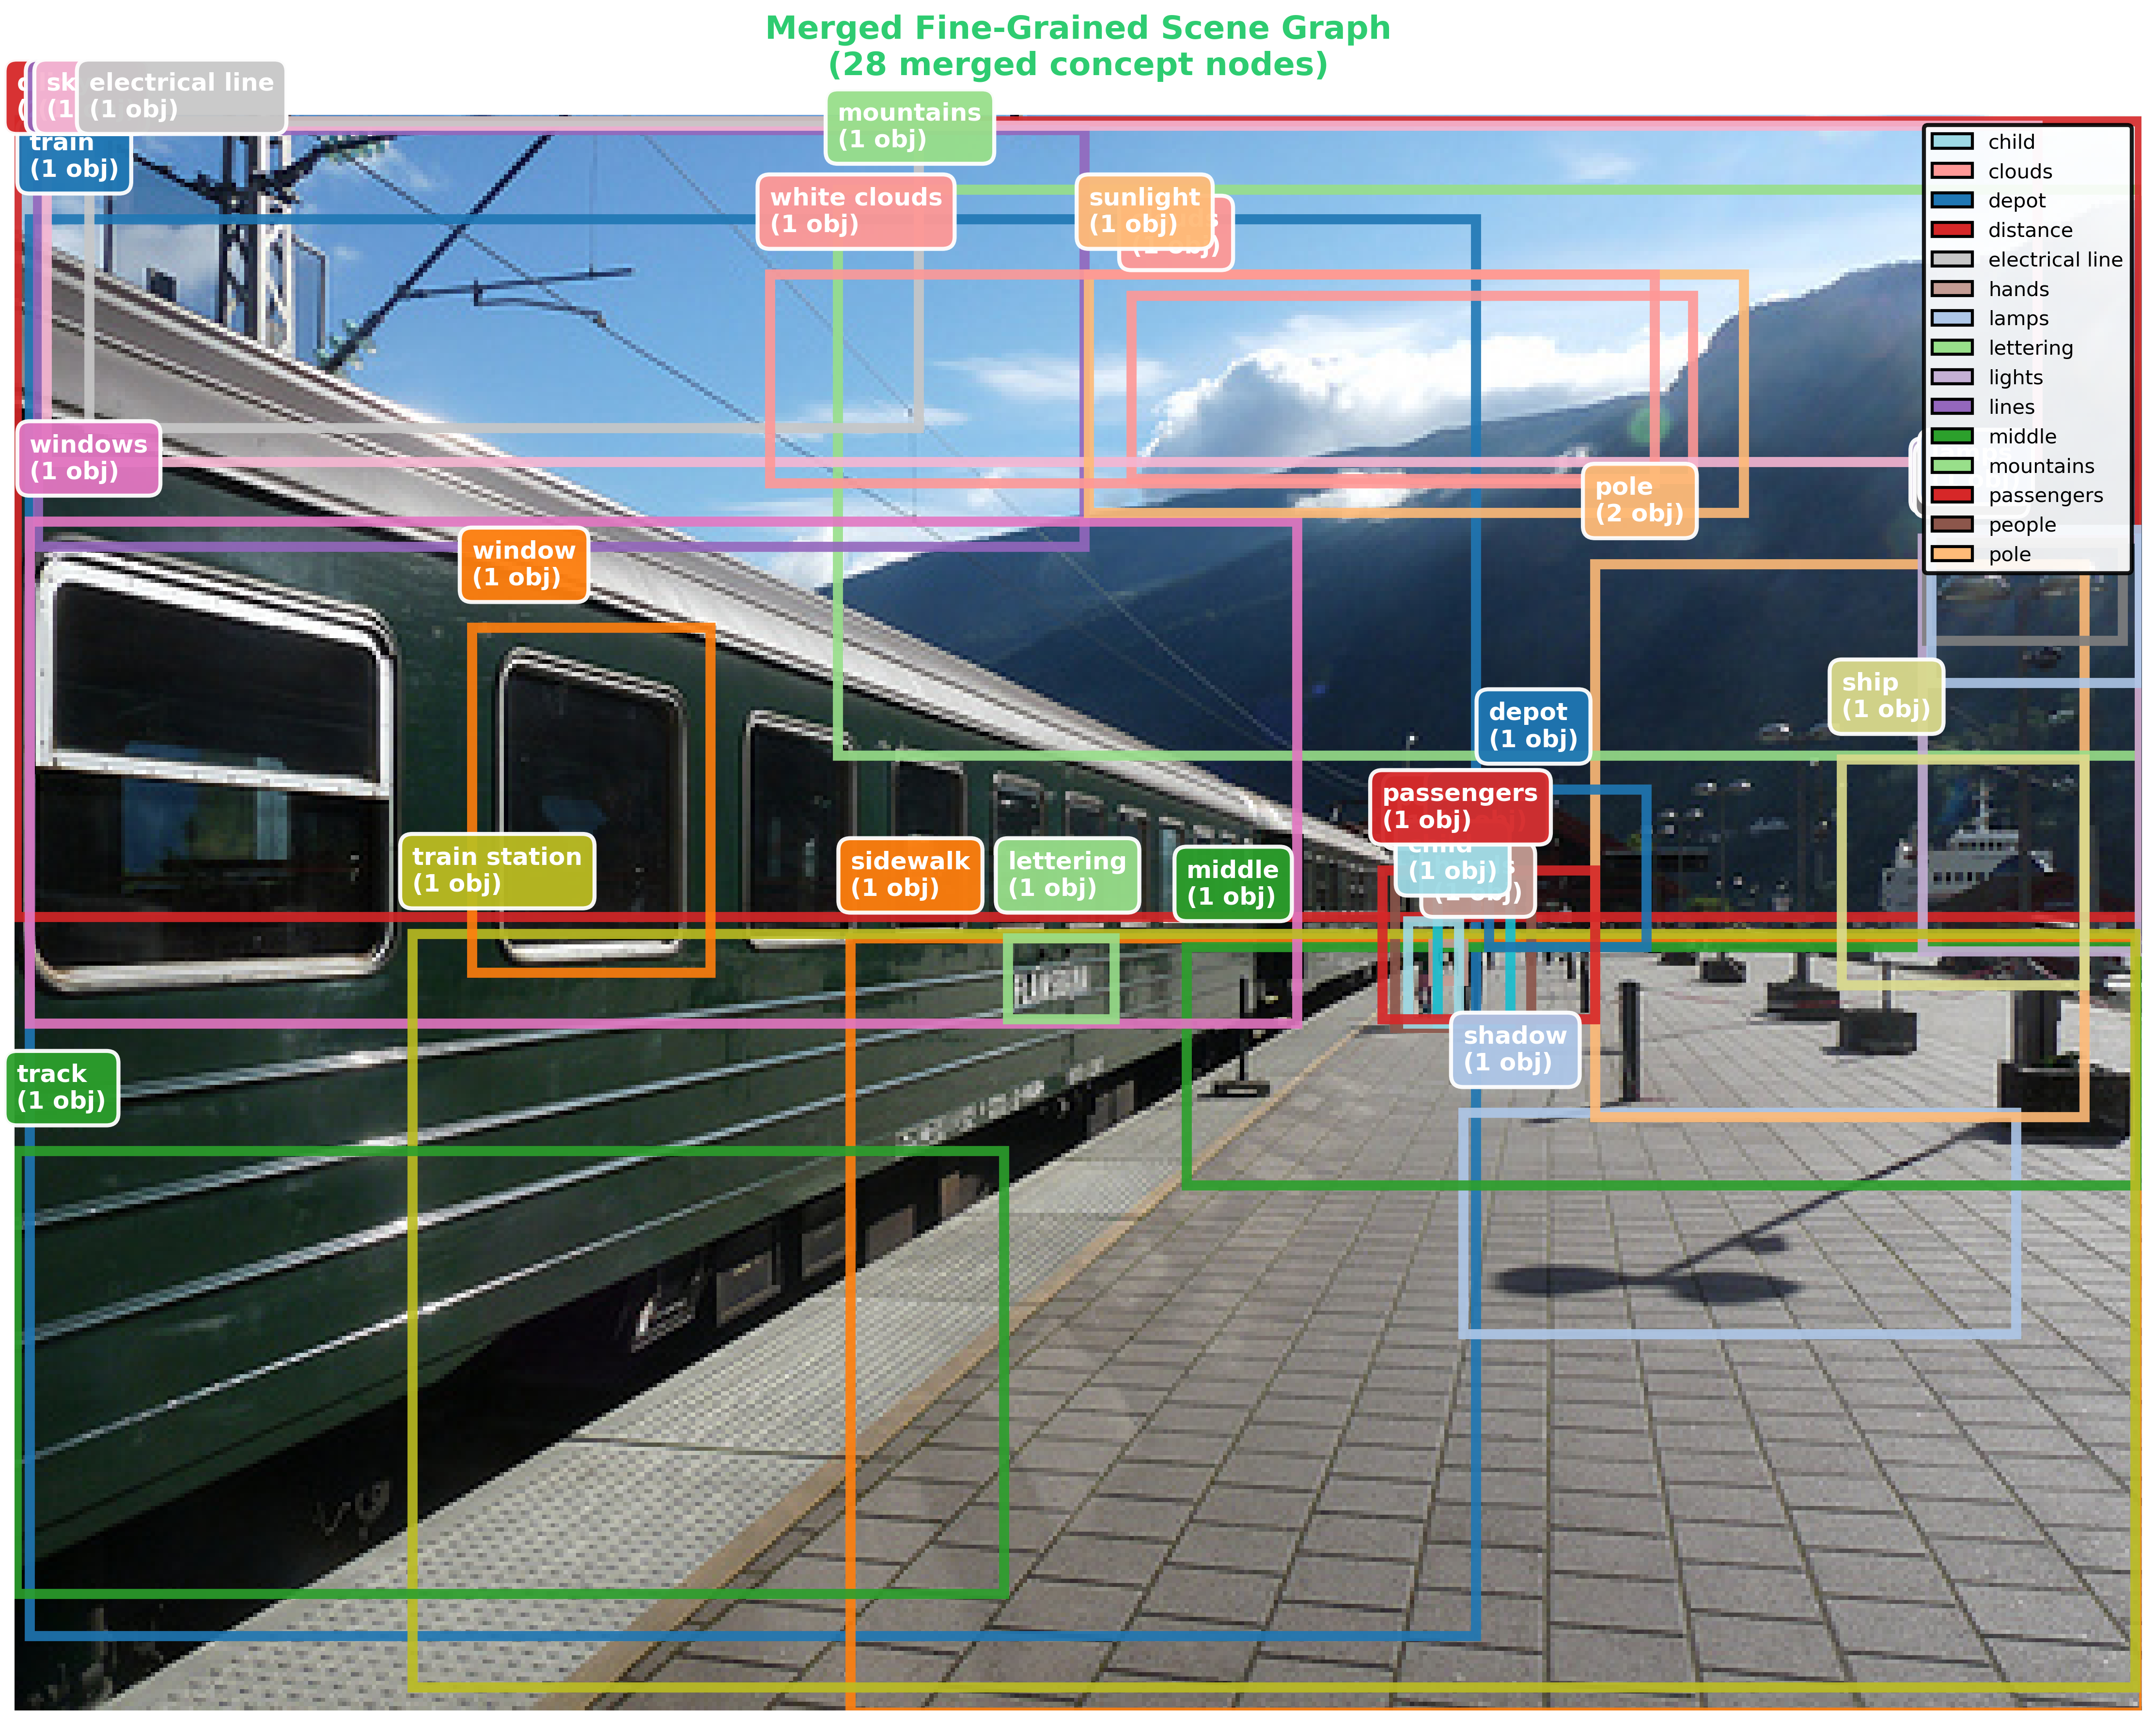 Merged Fine-Grained Scene Graph
(28 merged concept nodes)
electrical line
(1 obj)
train
(1 obj)
mountains
(1 obj)
white clouds
(1 obj)
sunlight
(1 obj)
child
clouds
depot
distance
electrical line
hands
lamps
lettering
lights
lines
middle
mountains
passengers
people
pole
windows
(1 obj)
pole
(2 obj)
window
(1 obj)
ship
(1 obj)
depot
(1 obj)
passengers
(1 obj)
train station
(1 obj)
sidewalk
(1 obj)
lettering
(1 obj)
middle
(1 obj)
child
(1 obj)
shadow
(1 obj)
track
(1 obj)